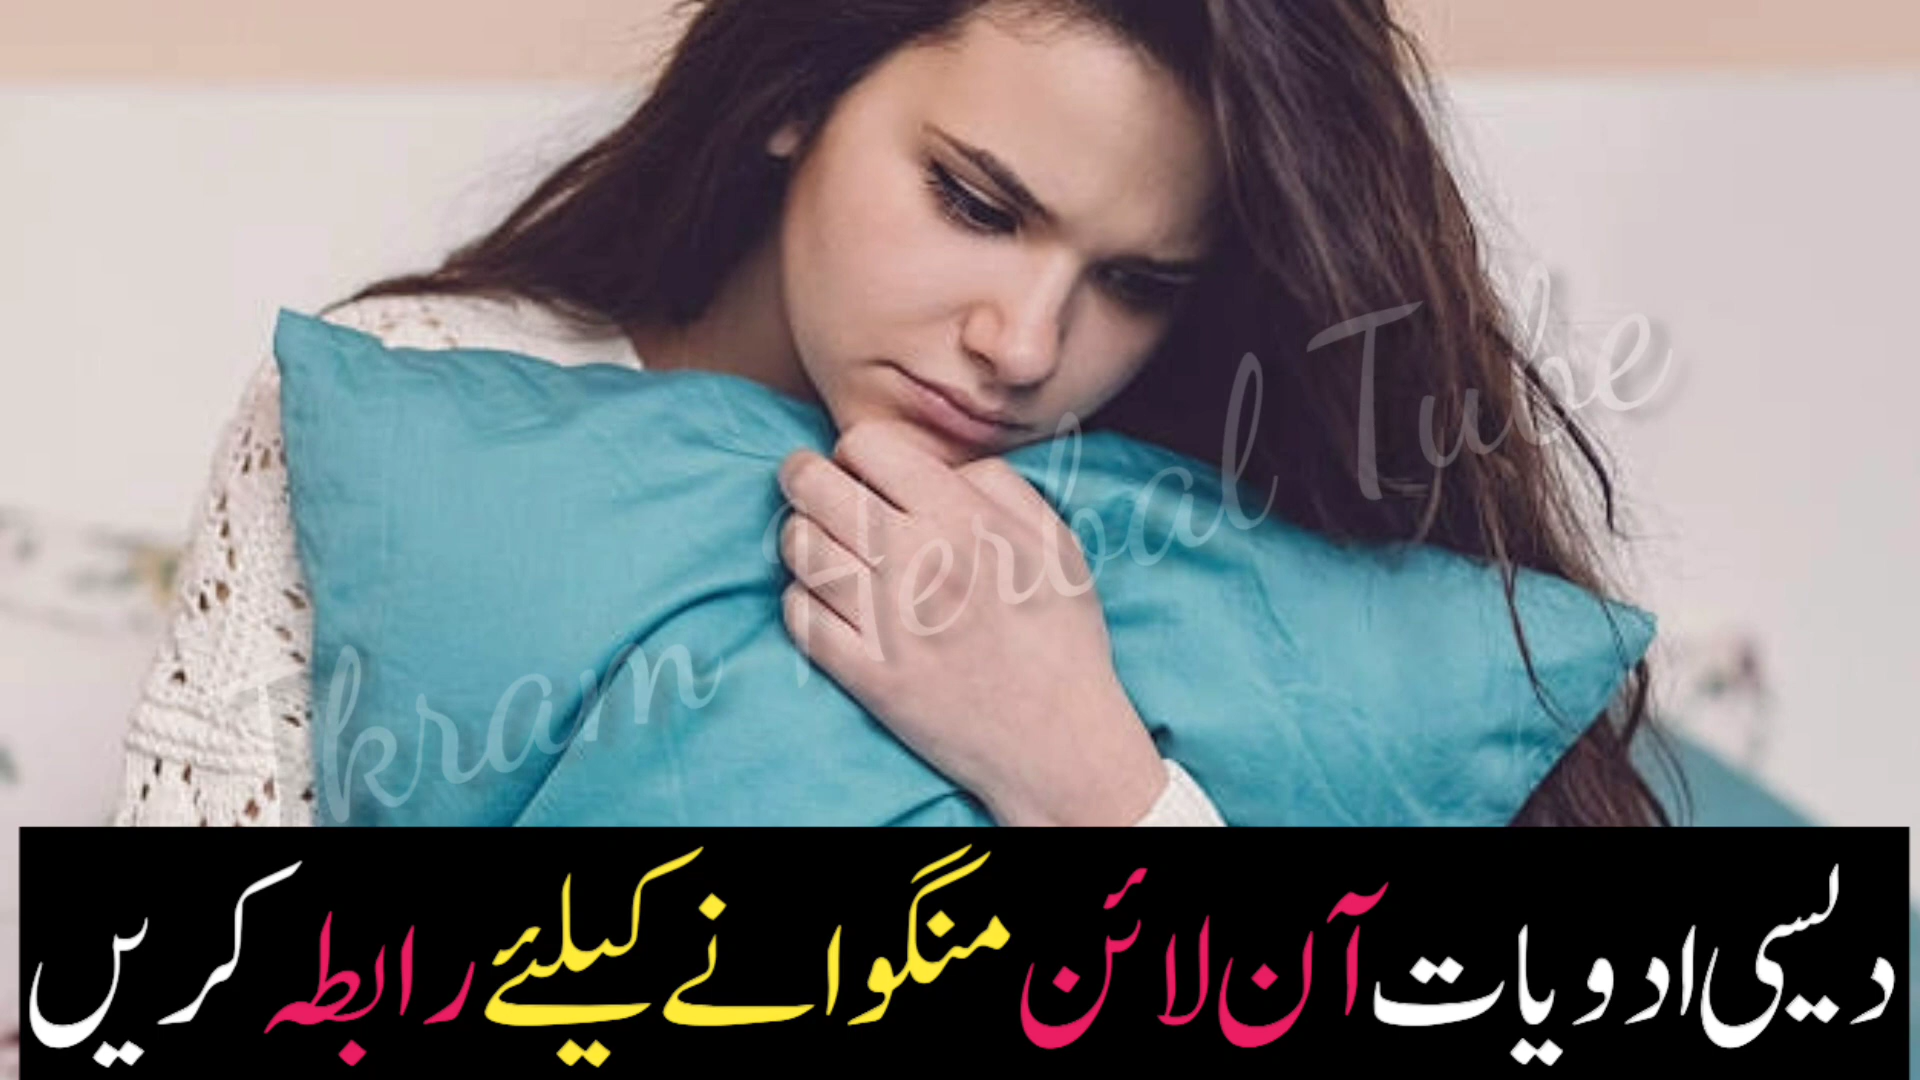 Ikram Herbal Tube
دیسی ادویات آن لائن منگوانے کیلئے رابطہ کریں